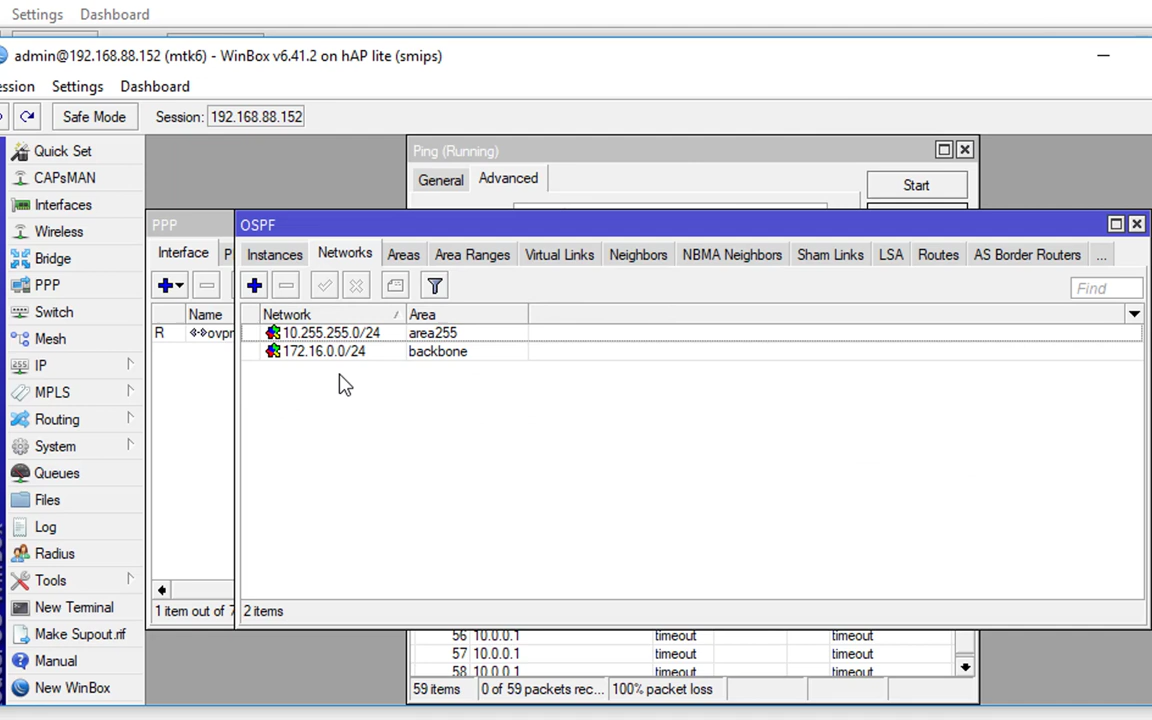 Settings Dashboard
admin@192.168.88.152 (mtk6) - WinBox v6.41.2 on hAP lite (smips)
ession Settings Dashboard
Safe Mode Session: 192.168.88.152
Quick Set
CAPsMAN
Interfaces
Wireless
Bridge
PPP
Switch
Mesh
IP
MPLS
Routing
System
Queues
Files
Log
Radius
Tools
New Terminal
Make Supout.rif
Manual
New WinBox
Ping (Running)
General Advanced
Start
PPP
Interface P
Name
R ovpr
1 item out of 7
OSPF
Instances Networks Areas Area Ranges Virtual Links Neighbors NBMA Neighbors Sham Links LSA Routes AS Border Routers ...
Find
Network Area
10.255.255.0/24 area255
172.16.0.0/24 backbone
2 items
56 10.0.0.1 timeout timeout
57 10.0.0.1 timeout timeout
58 10.0.0.1 timeout timeout
59 items 0 of 59 packets rec... 100% packet loss